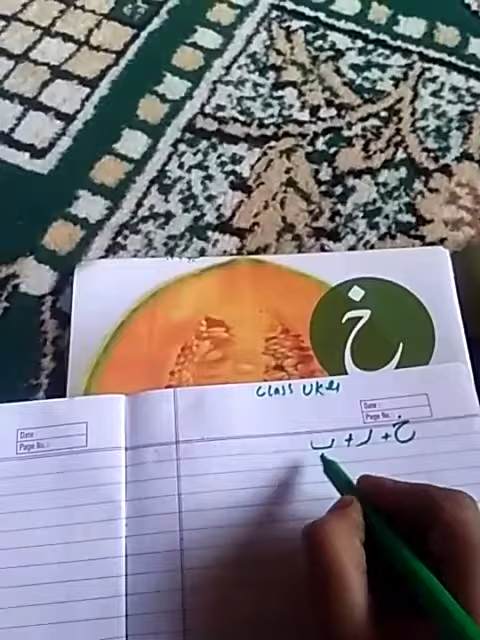 خ
Class UKG
Date :
Page No.:
Date :
Page No.:
خ + ر + ب